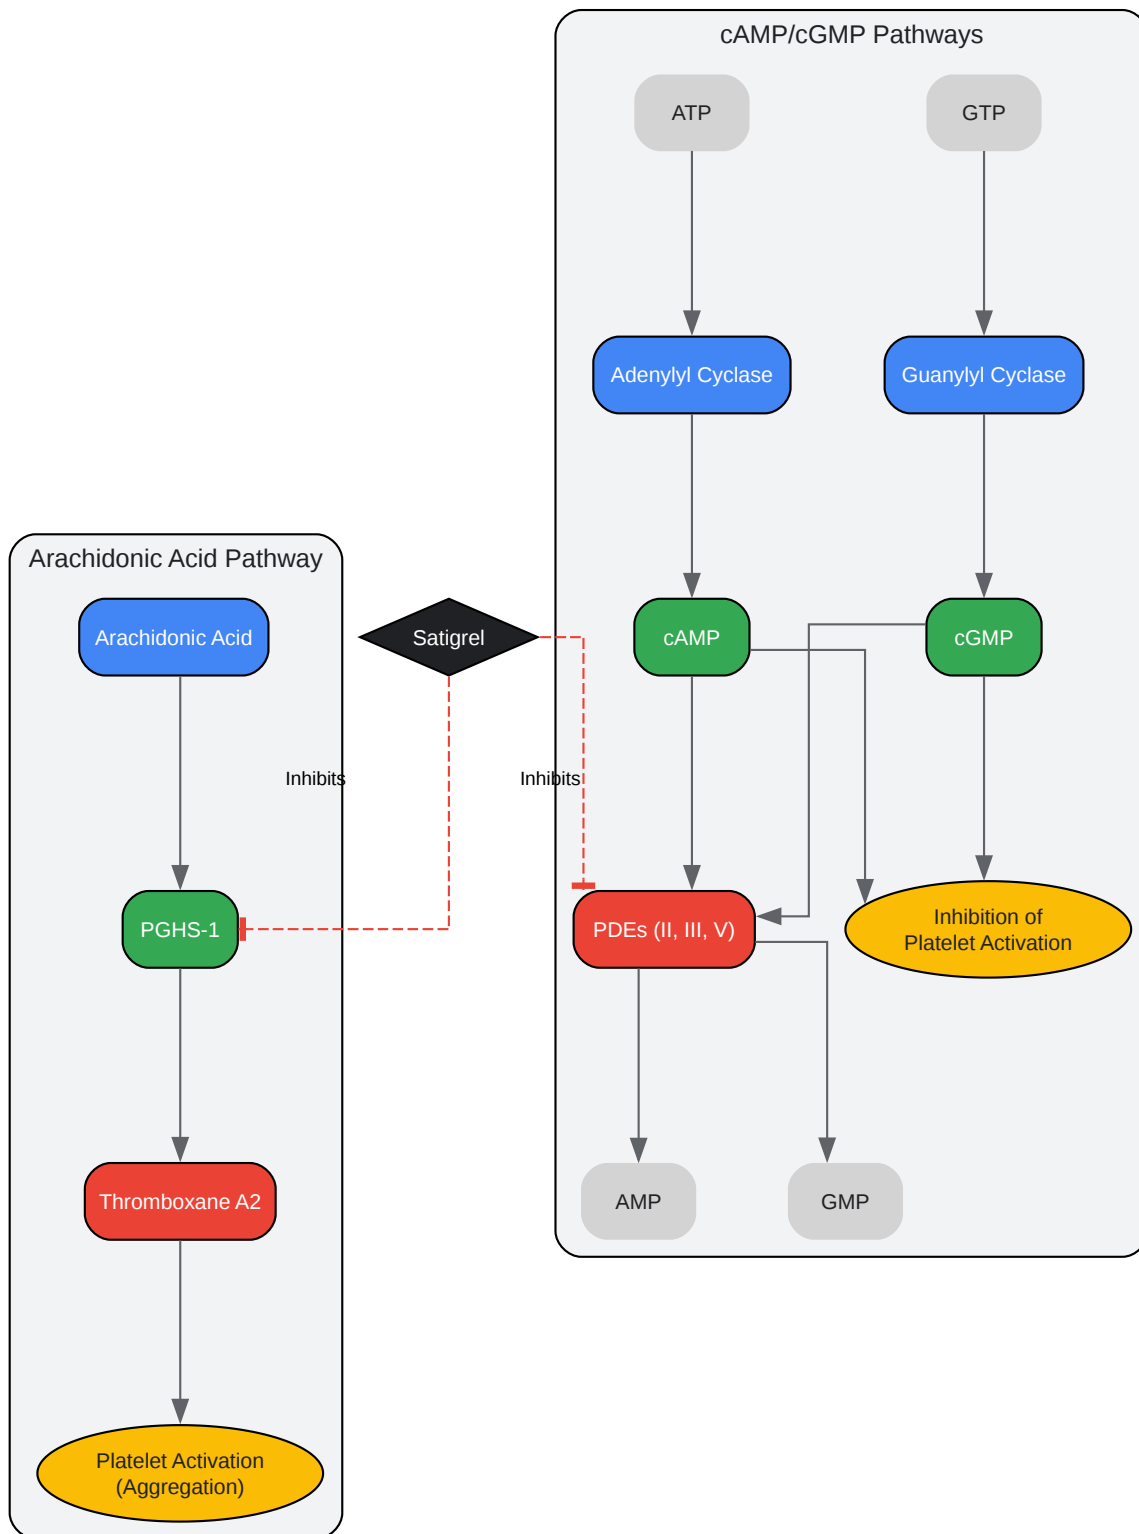 cAMP/cGMP Pathways
ATP
GTP
Adenylyl Cyclase
Guanylyl Cyclase
Arachidonic Acid Pathway
Arachidonic Acid
Satigrel
cAMP
cGMP
Inhibits
Inhibits
PGHS-1
PDEs (II, III, V)
Inhibition of
Platelet Activation
Thromboxane A2
AMP
GMP
Platelet Activation
(Aggregation)